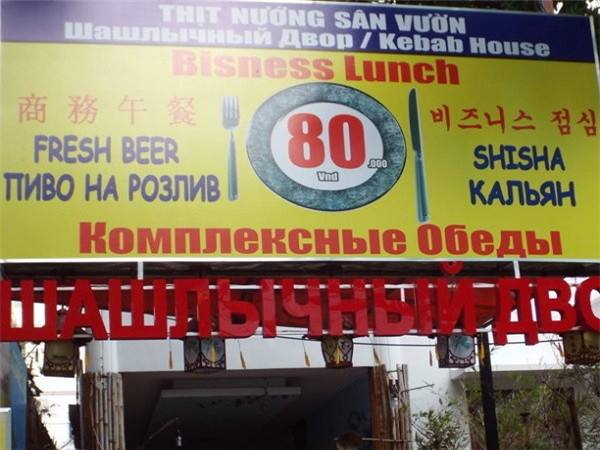 THỊT NƯỚNG SÂN VƯỜN
Шашлычный Двор / Kebab House
Bisness Lunch
商務午餐
80.000
Vnd
비즈니스 점심
FRESH BEER
SHISHA
ПИВО НА РОЗЛИВ
КАЛЬЯН
Комплексные Обеды
ШАШЛЫЧНЫЙ ДВО